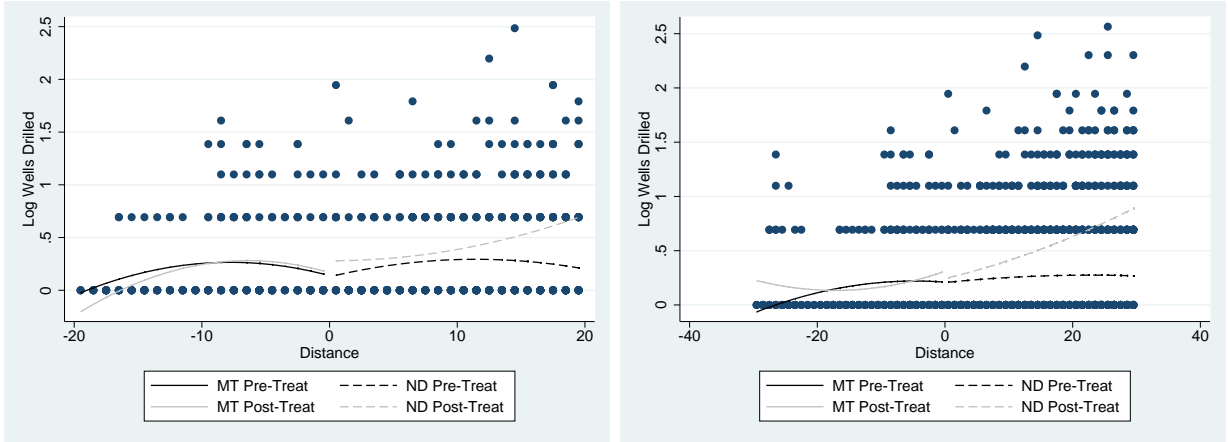 Log Wells Drilled
2.5
2
1.5
1
.5
0
-20
-10
0
10
20
Distance
MT Pre-Treat
ND Pre-Treat
MT Post-Treat
ND Post-Treat
Log Wells Drilled
2.5
2
1.5
1
.5
0
-40
-20
0
20
40
Distance
MT Pre-Treat
ND Pre-Treat
MT Post-Treat
ND Post-Treat